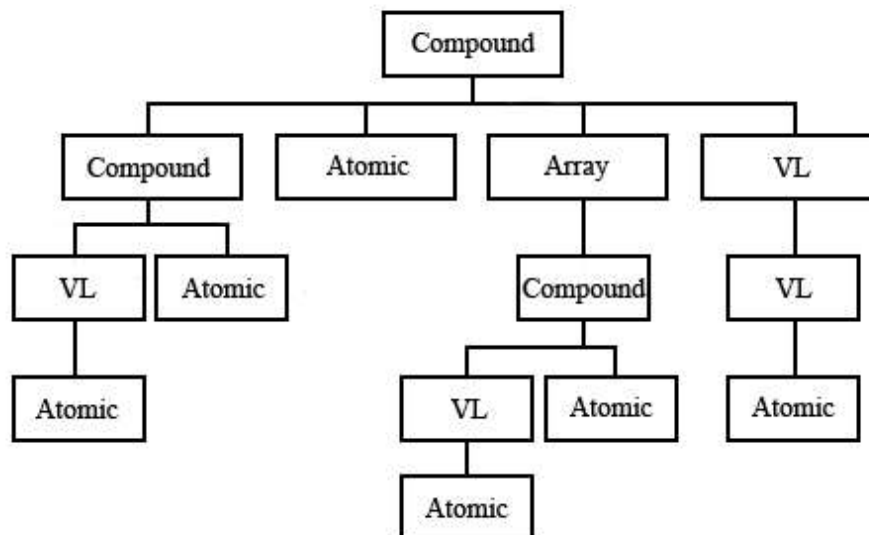 Compound
Compound
Atomic
Array
VL
VL
Atomic
Compound
VL
Atomic
VL
Atomic
Atomic
Atomic